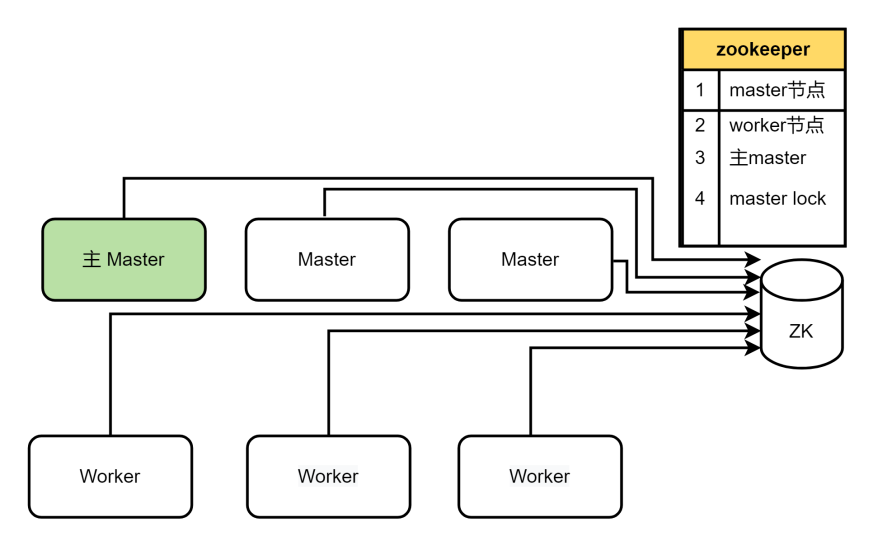 zookeeper
1 master节点
2 worker节点
3 主master
4 master lock
主 Master
Master
Master
ZK
Worker
Worker
Worker